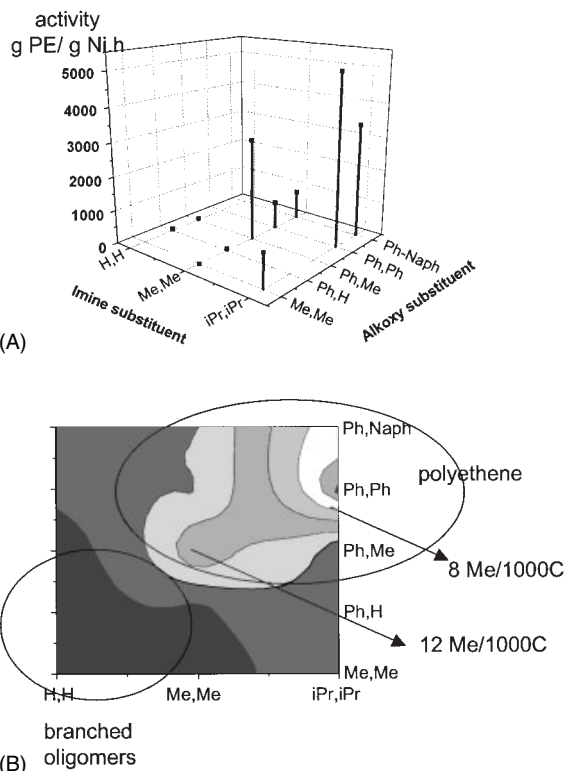 activity
g PE/ g Ni.h
5000
4000
3000
2000
1000
0
H,H
Me,Me
iPr,iPr
Imine substituent
Me,Me
Ph,H
Ph,Me
Ph,Ph
Ph-Naph
Alkoxy substituent
(A)
Ph,Naph
polyethene
Ph,Ph
Ph,Me
8 Me/1000C
Ph,H
12 Me/1000C
Me,Me
H,H
Me,Me
iPr,iPr
branched
oligomers
(B)